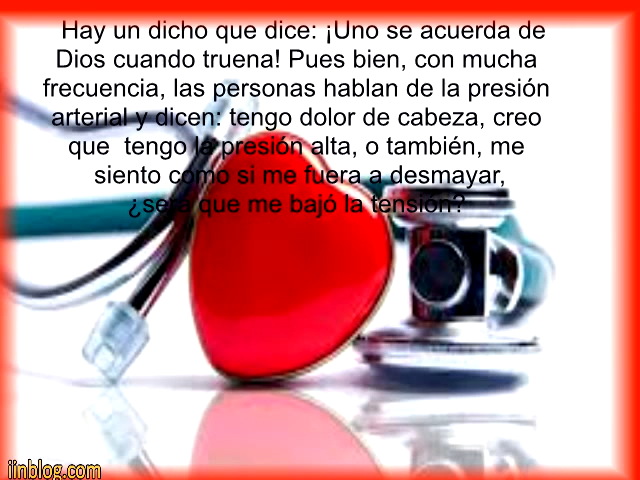 Hay un dicho que dice: ¡Uno se acuerda de
Dios cuando truena! Pues bien, con mucha
frecuencia, las personas hablan de la presión
arterial y dicen: tengo dolor de cabeza, creo
que tengo la presión alta, o también, me
siento como si me fuera a desmayar,
¿será que me bajó la tensión?
iinblog.com